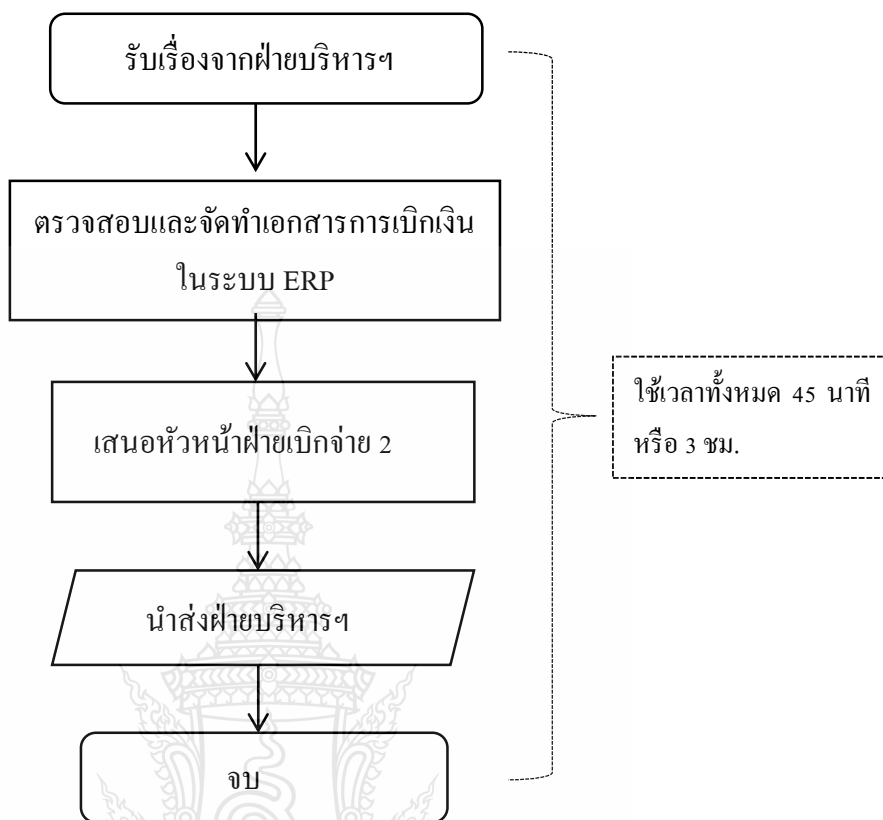 รับเรื่องจากฝ่ายบริหารฯ
ตรวจสอบและจัดทำเอกสารการเบิกเงิน
ในระบบ ERP
เสนอหัวหน้าฝ่ายเบิกจ่าย 2
นำส่งฝ่ายบริหารฯ
จบ
ใช้เวลาทั้งหมด 45 นาที
หรือ 3 ชม.